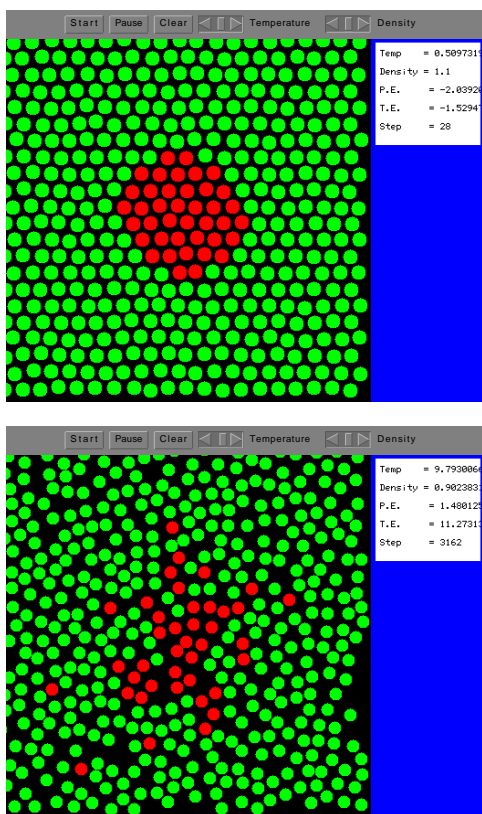 Start Pause Clear Temperature Density
Temp = 0.509731
Density = 1.1
P.E. = -2.0392
T.E. = -1.5294
Step = 28
Start Pause Clear Temperature Density
Temp = 9.793006
Density = 0.902383
P.E. = 1.48012
T.E. = 11.2731
Step = 3162